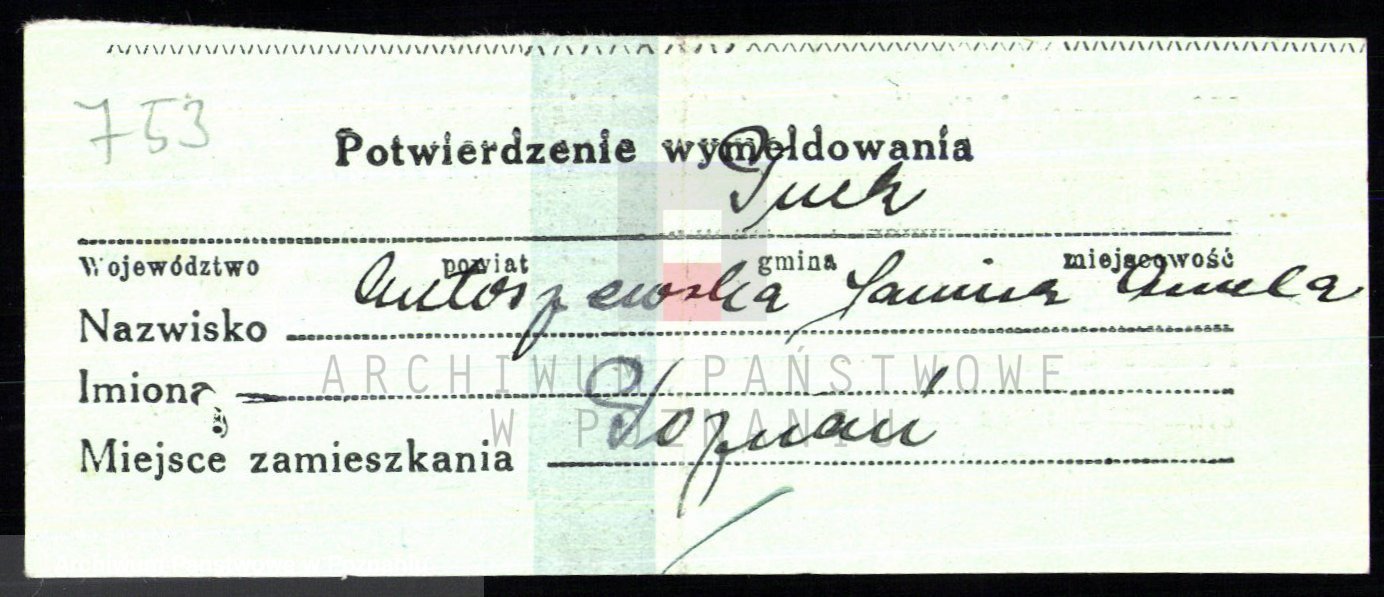 753
Potwierdzenie wymeldowania
Puck
Województwo powiat gmina miejscowość
Nazwisko Antoszewska Janina Aniela
Imiona
Miejsce zamieszkania Poznań
ARCHIWUM PAŃSTWOWE
W POZNANIU